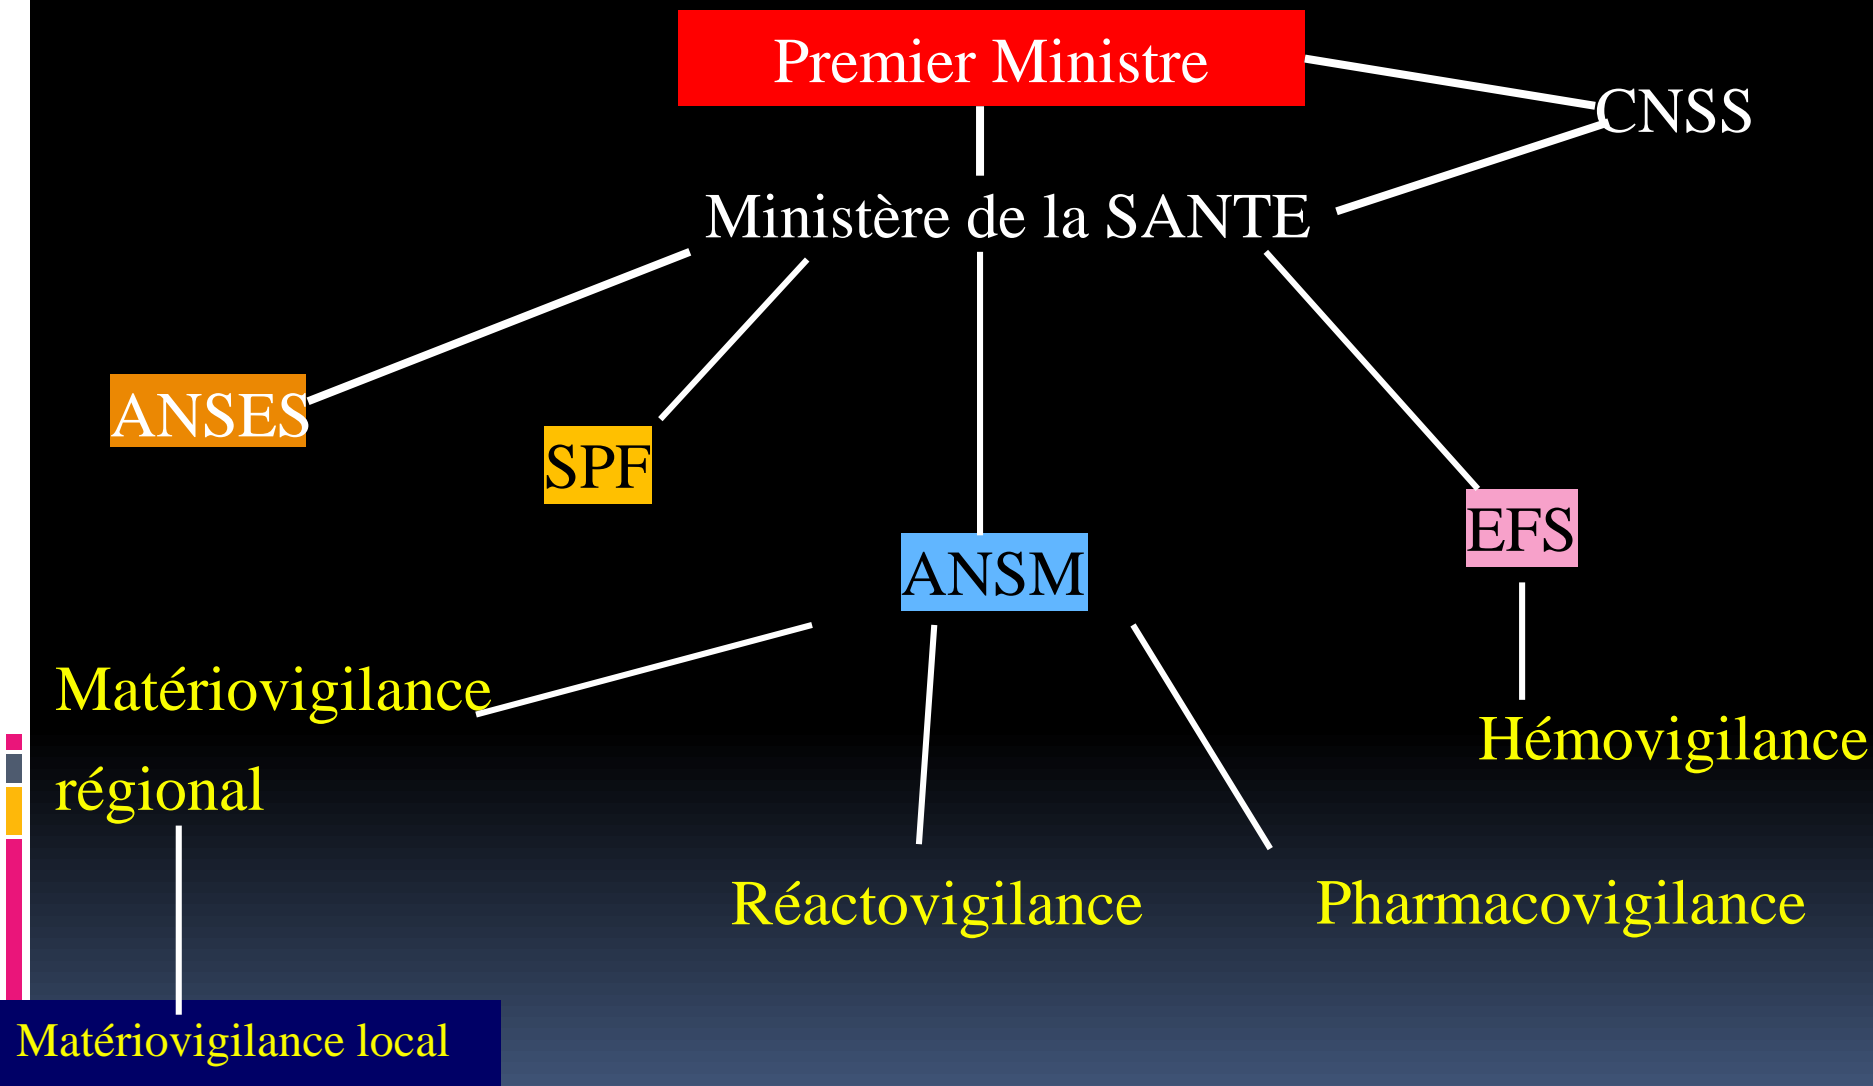 Premier Ministre
CNSS
Ministère de la SANTE
ANSES
SPF
EFS
ANSM
Matériovigilance
régional
Hémovigilance
Réactovigilance
Pharmacovigilance
Matériovigilance local